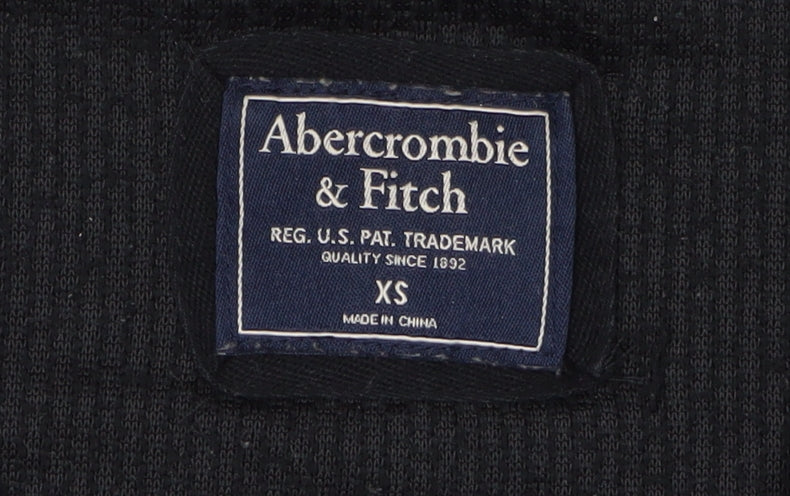 Abercrombie
& Fitch
REG. U.S. PAT. TRADEMARK
QUALITY SINCE 1892
XS
MADE IN CHINA